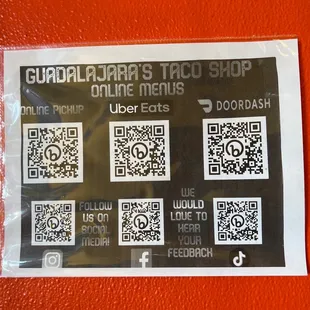 GUADALAJARA'S TACO SHOP
ONLINE MENUS
ONLINE PICKUP
Uber Eats
DOORDASH
FOLLOW
US ON
SOCIAL
MEDIA!
WE
WOULD
LOVE TO
HEAR
YOUR
FEEDBACK